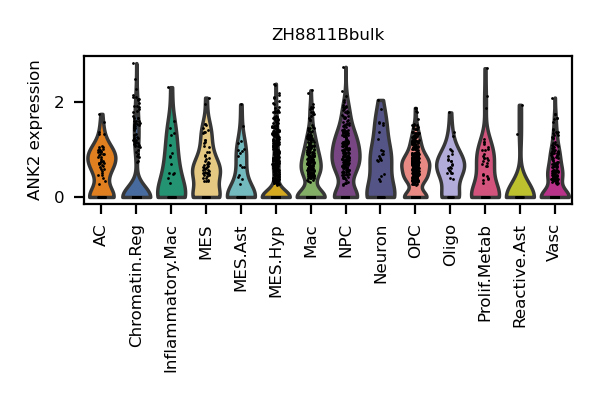 ZH8811Bbulk
ANK2 expression
2
0
AC
Chromatin.Reg
Inflammatory.Mac
MES
MES.Ast
MES.Hyp
Mac
NPC
Neuron
OPC
Oligo
Prolif.Metab
Reactive.Ast
Vasc